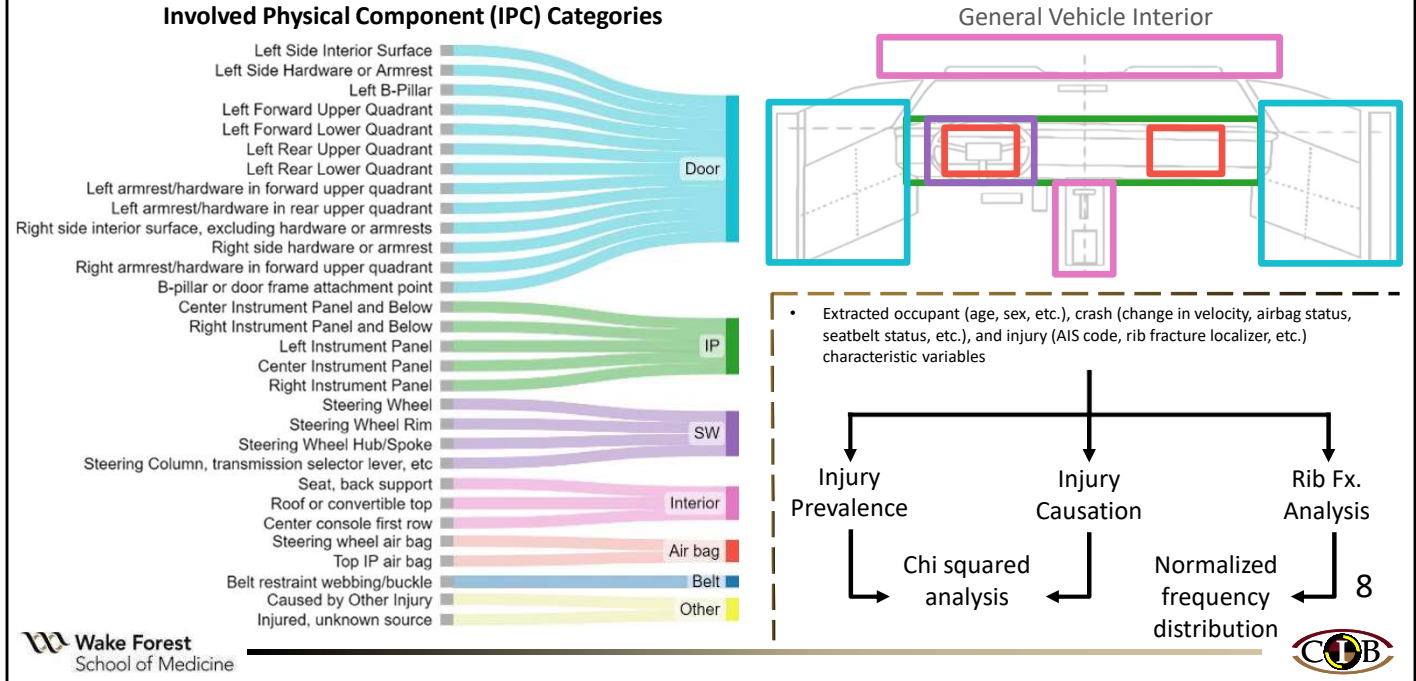 Involved Physical Component (IPC) Categories
Left Side Interior Surface
Left Side Hardware or Armrest
Left B-Pillar
Left Forward Upper Quadrant
Left Forward Lower Quadrant
Left Rear Upper Quadrant
Left Rear Lower Quadrant
Left armrest/hardware in forward upper quadrant
Left armrest/hardware in rear upper quadrant
Right side interior surface, excluding hardware or armrests
Right side hardware or armrest
Right armrest/hardware in forward upper quadrant
B-pillar or door frame attachment point
Door
Center Instrument Panel and Below
Right Instrument Panel and Below
Left Instrument Panel
Center Instrument Panel
Right Instrument Panel
IP
Steering Wheel
Steering Wheel Rim
Steering Wheel Hub/Spoke
Steering Column, transmission selector lever, etc
SW
Seat, back support
Roof or convertible top
Center console first row
Interior
Steering wheel air bag
Top IP air bag
Air bag
Belt restraint webbing/buckle
Belt
Caused by Other Injury
Injured, unknown source
Other
General Vehicle Interior
• Extracted occupant (age, sex, etc.), crash (change in velocity, airbag status,
seatbelt status, etc.), and injury (AIS code, rib fracture localizer, etc.)
characteristic variables
Injury
Prevalence
Injury
Causation
Rib Fx.
Analysis
Chi squared
analysis
Normalized
frequency
distribution
8
Wake Forest
School of Medicine
CIB